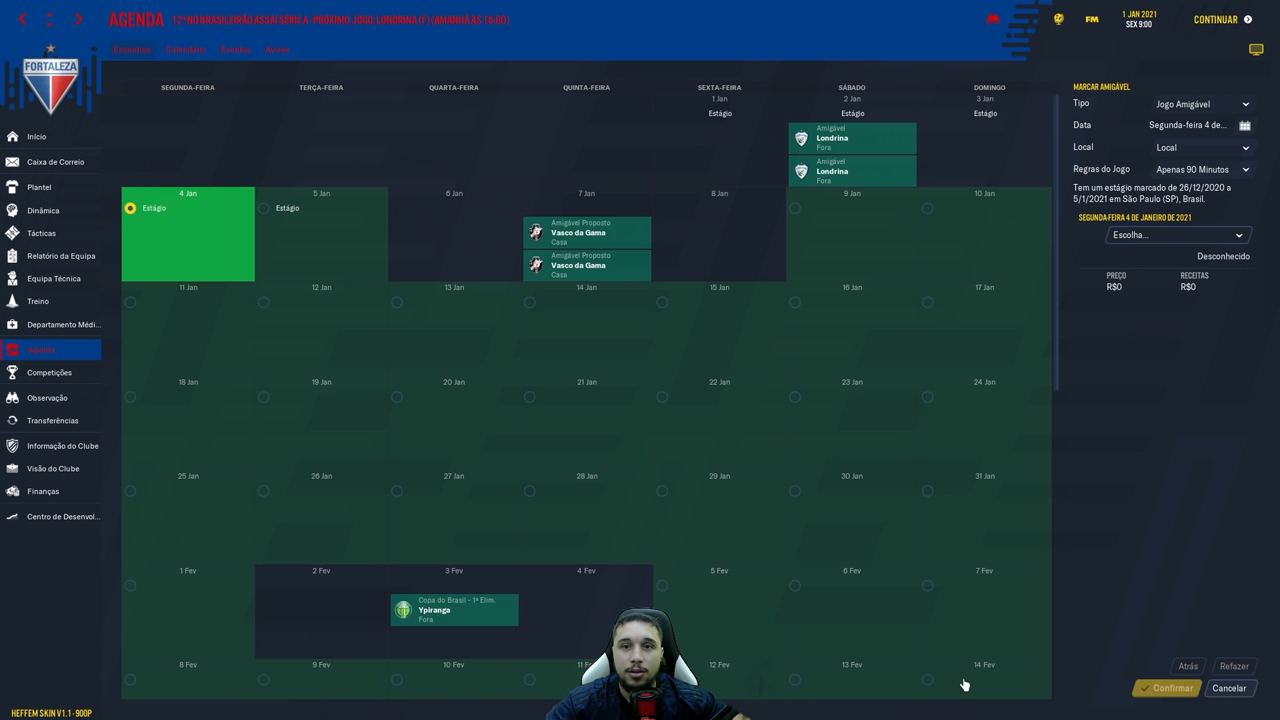 AGENDA
12º NO BRASILEIRÃO ASSAÍ SÉRIE A - PRÓXIMO JOGO: LONDRINA (F) (AMANHÃ ÀS 16:00)
FM
1 JAN 2021
SEX 9:00
CONTINUAR
Encontros Calendário Eventos Avisos
FORTALEZA
SEGUNDA-FEIRA TERÇA-FEIRA QUARTA-FEIRA QUINTA-FEIRA SEXTA-FEIRA SÁBADO DOMINGO
1 Jan 2 Jan 3 Jan
Estágio Estágio Estágio
Amigável
Londrina
Fora
Amigável
Londrina
Fora
4 Jan 5 Jan 6 Jan 7 Jan 8 Jan 9 Jan 10 Jan
Estágio Estágio
Amigável Proposto
Vasco da Gama
Casa
Amigável Proposto
Vasco da Gama
Casa
11 Jan 12 Jan 13 Jan 14 Jan 15 Jan 16 Jan 17 Jan
18 Jan 19 Jan 20 Jan 21 Jan 22 Jan 23 Jan 24 Jan
25 Jan 26 Jan 27 Jan 28 Jan 29 Jan 30 Jan 31 Jan
1 Fev 2 Fev 3 Fev 4 Fev 5 Fev 6 Fev 7 Fev
Copa do Brasil - 1ª Elim.
Ypiranga
Fora
8 Fev 9 Fev 10 Fev 11 12 Fev 13 Fev 14 Fev
Início
Caixa de Correio
Plantel
Dinâmica
Tácticas
Relatório da Equipa
Equipa Técnica
Treino
Departamento Médi...
Agenda
Competições
Observação
Transferências
Informação do Clube
Visão do Clube
Finanças
Centro de Desenvol...
MARCAR AMIGÁVEL
Tipo Jogo Amigável
Data Segunda-feira 4 de...
Local Local
Regras do Jogo Apenas 90 Minutos
Tem um estágio marcado de 26/12/2020 a
5/1/2021 em São Paulo (SP), Brasil.
SEGUNDA-FEIRA 4 DE JANEIRO DE 2021
Escolha...
Desconhecido
PREÇO RECEITAS
R$0 R$0
Atrás Refazer
Confirmar Cancelar
HEFFEM SKIN V1.1 - 900P